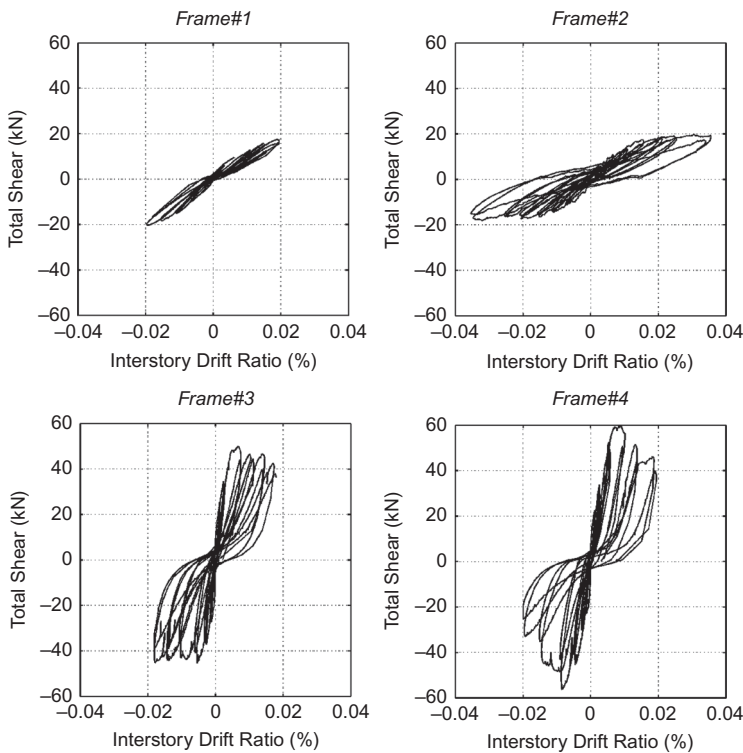 Frame#1
60
40
20
0
–20
–40
–60
Total Shear (kN)
–0.04 –0.02 0 0.02 0.04
Interstory Drift Ratio (%)
Frame#2
60
40
20
0
–20
–40
–60
Total Shear (kN)
–0.04 –0.02 0 0.02 0.04
Interstory Drift Ratio (%)
Frame#3
60
40
20
0
–20
–40
–60
Total Shear (kN)
–0.04 –0.02 0 0.02 0.04
Interstory Drift Ratio (%)
Frame#4
60
40
20
0
–20
–40
–60
Total Shear (kN)
–0.04 –0.02 0 0.02 0.04
Interstory Drift Ratio (%)